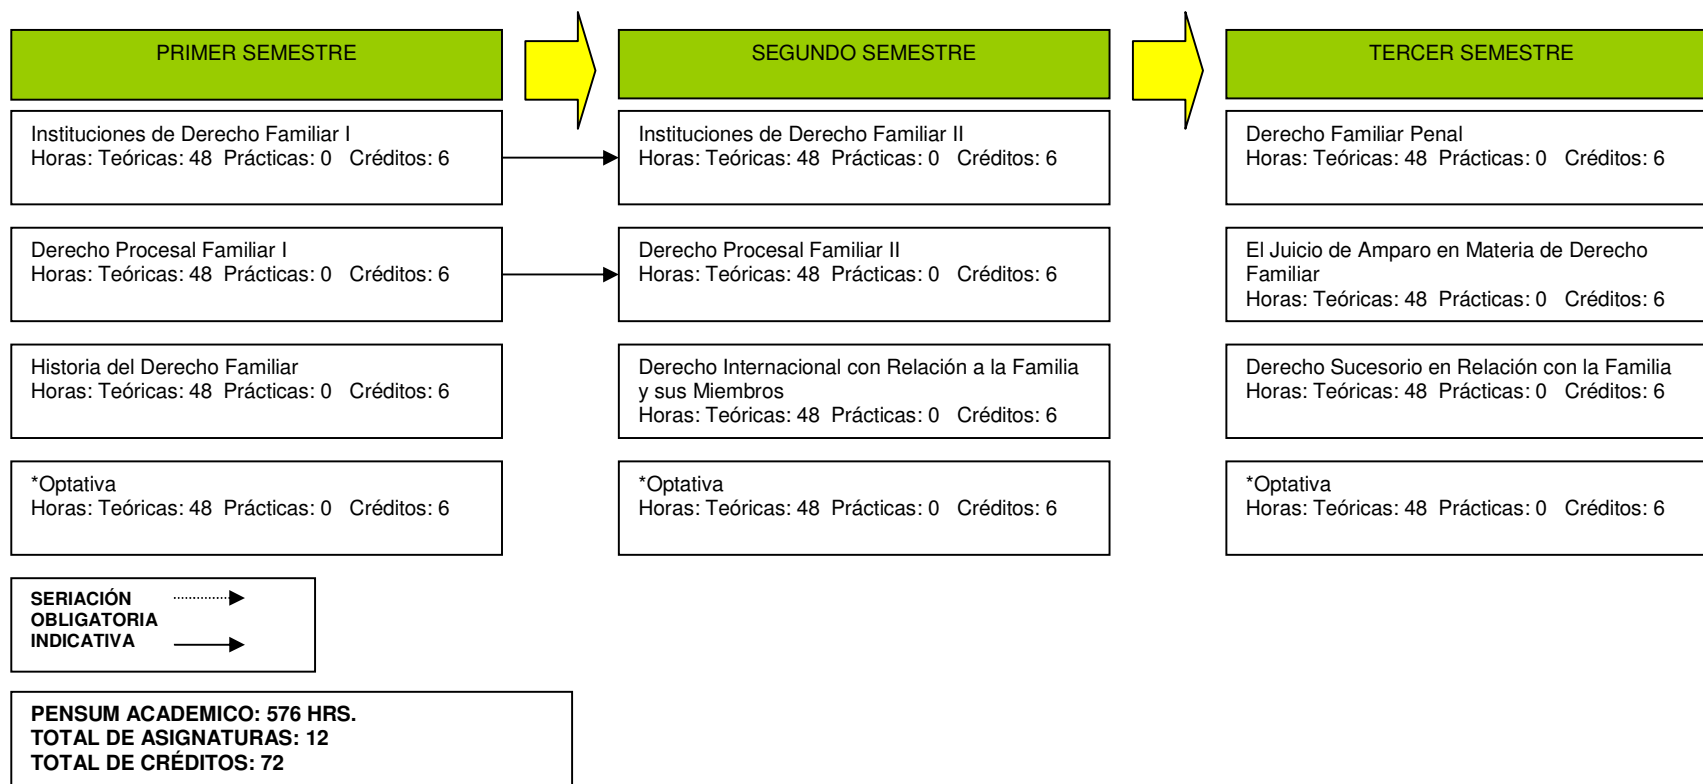 PRIMER SEMESTRE
SEGUNDO SEMESTRE
TERCER SEMESTRE
Instituciones de Derecho Familiar I
Horas: Teóricas: 48 Prácticas: 0 Créditos: 6
Instituciones de Derecho Familiar II
Horas: Teóricas: 48 Prácticas: 0 Créditos: 6
Derecho Familiar Penal
Horas: Teóricas: 48 Prácticas: 0 Créditos: 6
Derecho Procesal Familiar I
Horas: Teóricas: 48 Prácticas: 0 Créditos: 6
Derecho Procesal Familiar II
Horas: Teóricas: 48 Prácticas: 0 Créditos: 6
El Juicio de Amparo en Materia de Derecho
Familiar
Horas: Teóricas: 48 Prácticas: 0 Créditos: 6
Historia del Derecho Familiar
Horas: Teóricas: 48 Prácticas: 0 Créditos: 6
Derecho Internacional con Relación a la Familia
y sus Miembros
Horas: Teóricas: 48 Prácticas: 0 Créditos: 6
Derecho Sucesorio en Relación con la Familia
Horas: Teóricas: 48 Prácticas: 0 Créditos: 6
*Optativa
Horas: Teóricas: 48 Prácticas: 0 Créditos: 6
*Optativa
Horas: Teóricas: 48 Prácticas: 0 Créditos: 6
*Optativa
Horas: Teóricas: 48 Prácticas: 0 Créditos: 6
SERIACIÓN
OBLIGATORIA
INDICATIVA
PENSUM ACADEMICO: 576 HRS.
TOTAL DE ASIGNATURAS: 12
TOTAL DE CRÉDITOS: 72